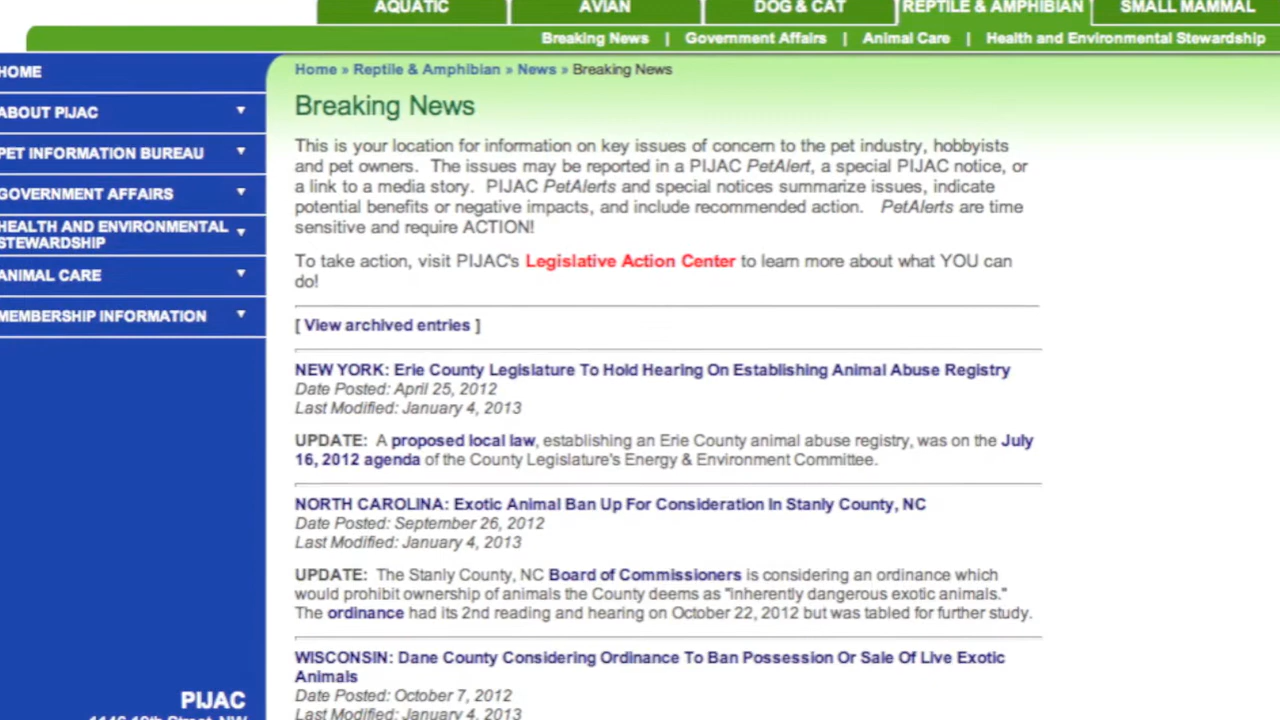 AQUATIC
AVIAN
DOG & CAT
REPTILE & AMPHIBIAN
SMALL MAMMAL
Breaking News | Government Affairs | Animal Care | Health and Environmental Stewardship
HOME
ABOUT PIJAC
PET INFORMATION BUREAU
GOVERNMENT AFFAIRS
HEALTH AND ENVIRONMENTAL
STEWARDSHIP
ANIMAL CARE
MEMBERSHIP INFORMATION
Home » Reptile & Amphibian » News » Breaking News
Breaking News
This is your location for information on key issues of concern to the pet industry, hobbyists
and pet owners. The issues may be reported in a PIJAC PetAlert, a special PIJAC notice, or
a link to a media story. PIJAC PetAlerts and special notices summarize issues, indicate
potential benefits or negative impacts, and include recommended action. PetAlerts are time
sensitive and require ACTION!
To take action, visit PIJAC's Legislative Action Center to learn more about what YOU can
do!
[ View archived entries ]
NEW YORK: Erie County Legislature To Hold Hearing On Establishing Animal Abuse Registry
Date Posted: April 25, 2012
Last Modified: January 4, 2013
UPDATE: A proposed local law, establishing an Erie County animal abuse registry, was on the July
16, 2012 agenda of the County Legislature's Energy & Environment Committee.
NORTH CAROLINA: Exotic Animal Ban Up For Consideration In Stanly County, NC
Date Posted: September 26, 2012
Last Modified: January 4, 2013
UPDATE: The Stanly County, NC Board of Commissioners is considering an ordinance which
would prohibit ownership of animals the County deems as "inherently dangerous exotic animals."
The ordinance had its 2nd reading and hearing on October 22, 2012 but was tabled for further study.
WISCONSIN: Dane County Considering Ordinance To Ban Possession Or Sale Of Live Exotic
Animals
Date Posted: October 7, 2012
Last Modified: January 4, 2013
PIJAC
1146 19th Street, NW